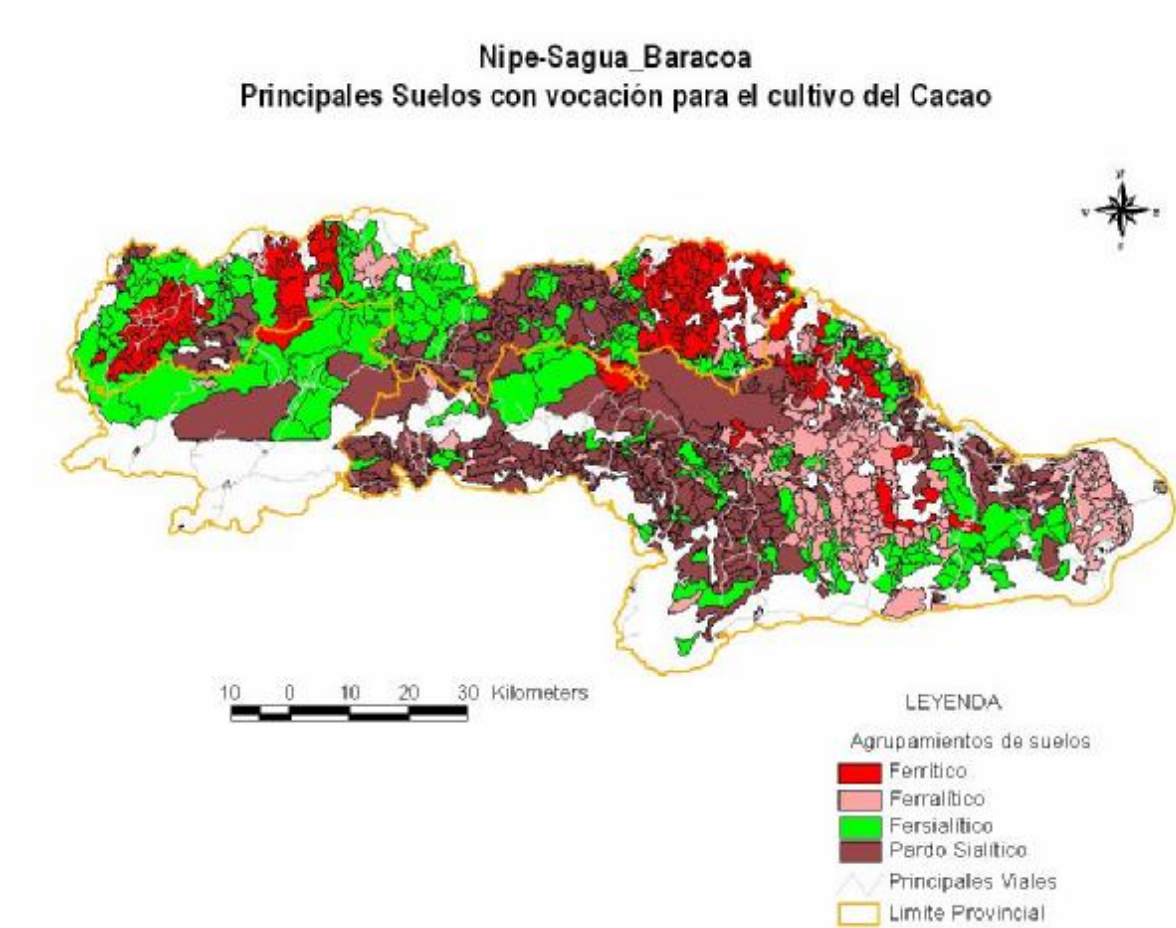 Nipe-Sagua_Baracoa
Principales Suelos con vocación para el cultivo del Cacao
10 0 10 20 30 Kilometers
LEYENDA
Agrupamientos de suelos
Ferrítico
Ferralítico
Fersialítico
Pardo Sialítico
Principales Viales
Limite Provincial